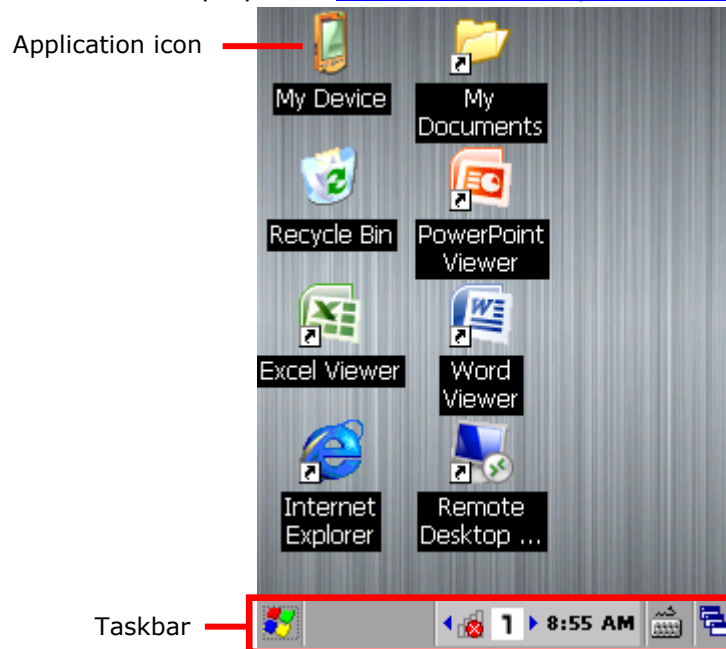 Application icon
My Device
My
Documents
Recycle Bin
PowerPoint
Viewer
Excel Viewer
Word
Viewer
Internet
Explorer
Remote
Desktop ...
Taskbar
1
8:55 AM